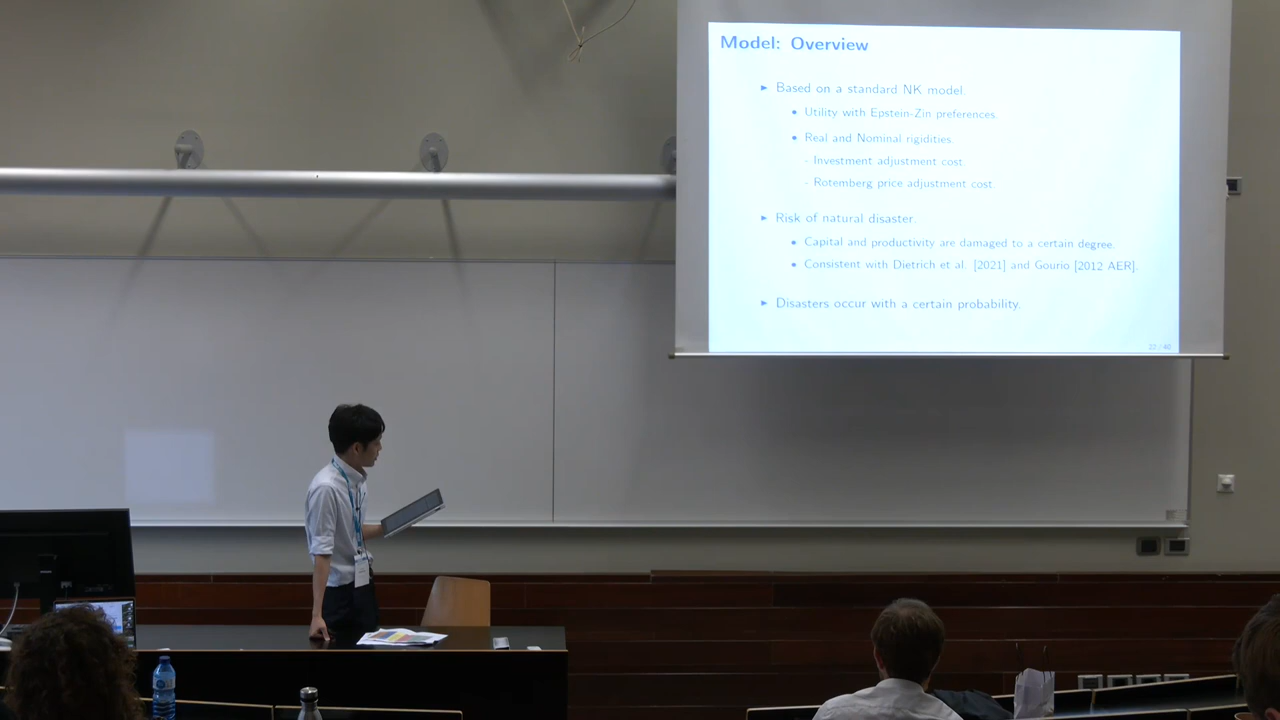 Model: Overview
► Based on a standard NK model.
• Utility with Epstein-Zin preferences.
• Real and Nominal rigidities.
- Investment adjustment cost.
- Rotemberg price adjustment cost.
► Risk of natural disaster.
• Capital and productivity are damaged to a certain degree.
• Consistent with Dietrich et al. [2021] and Gourio [2012 AER].
► Disasters occur with a certain probability.
22 / 40